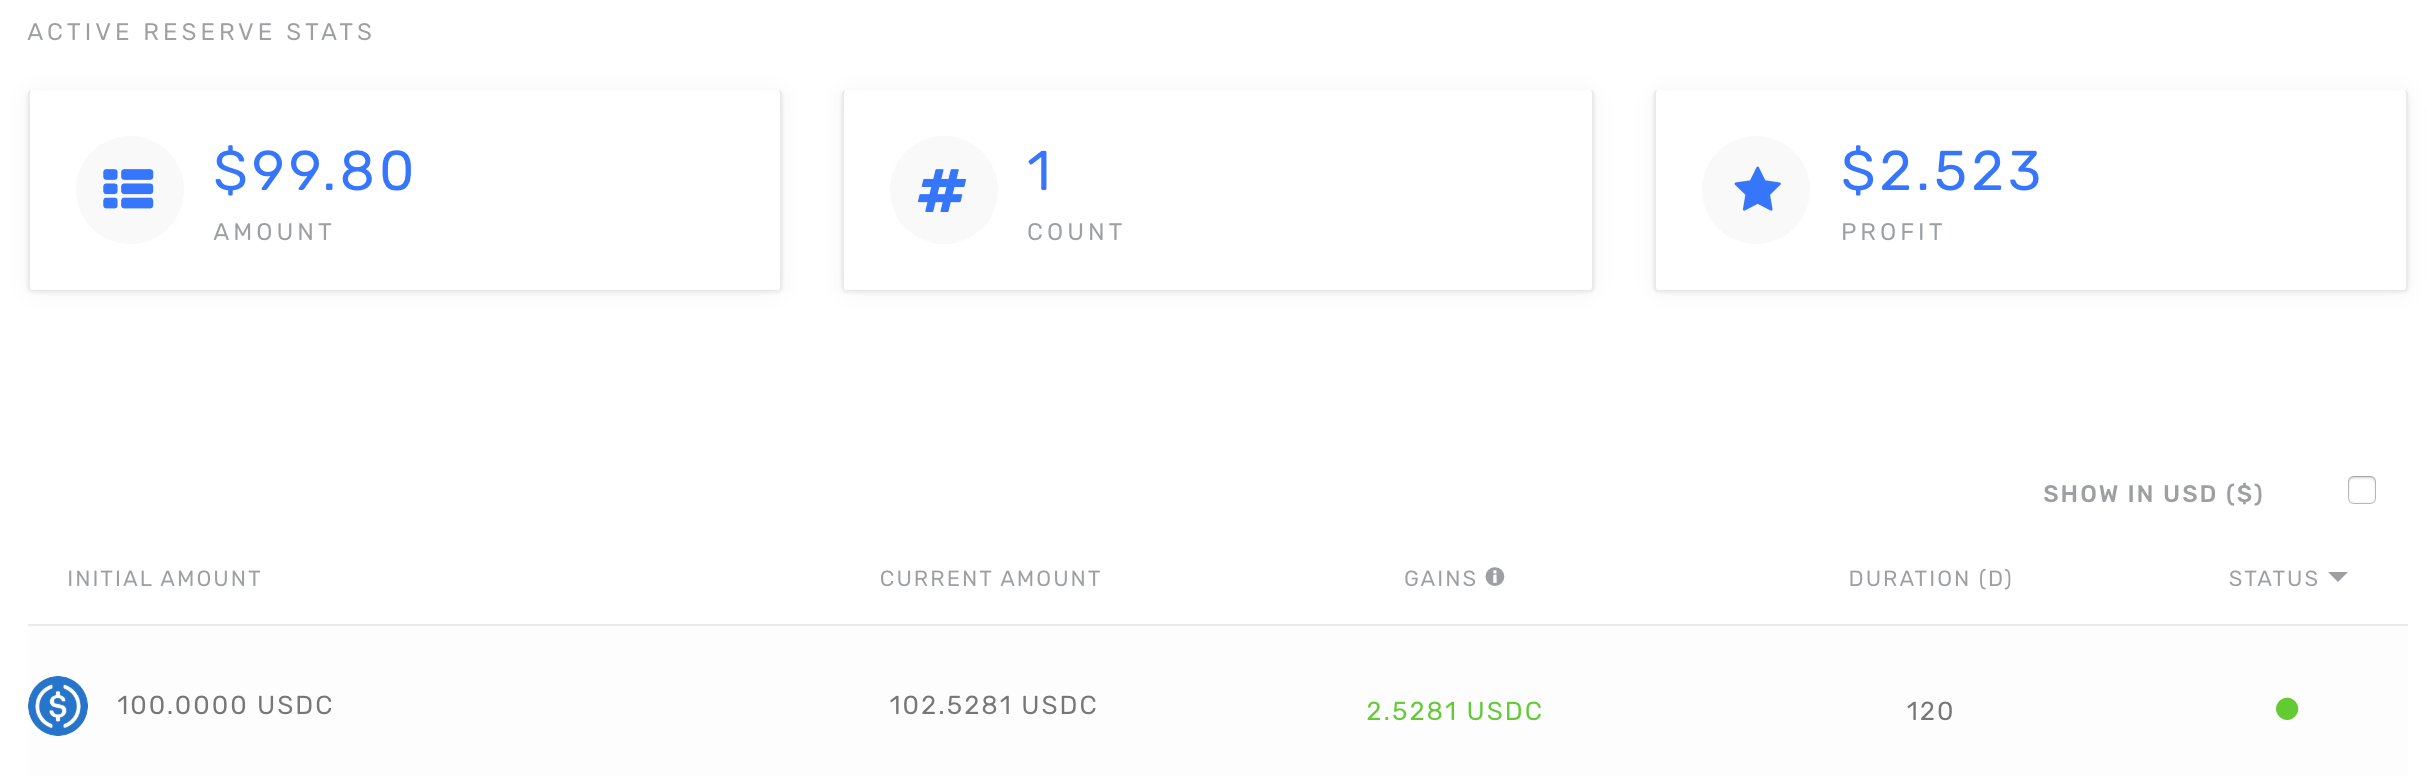 ACTIVE RESERVE STATS
$99.80
AMOUNT
1
COUNT
$2.523
PROFIT
SHOW IN USD ($)
INITIAL AMOUNT CURRENT AMOUNT GAINS DURATION (D) STATUS
100.0000 USDC 102.5281 USDC 2.5281 USDC 120